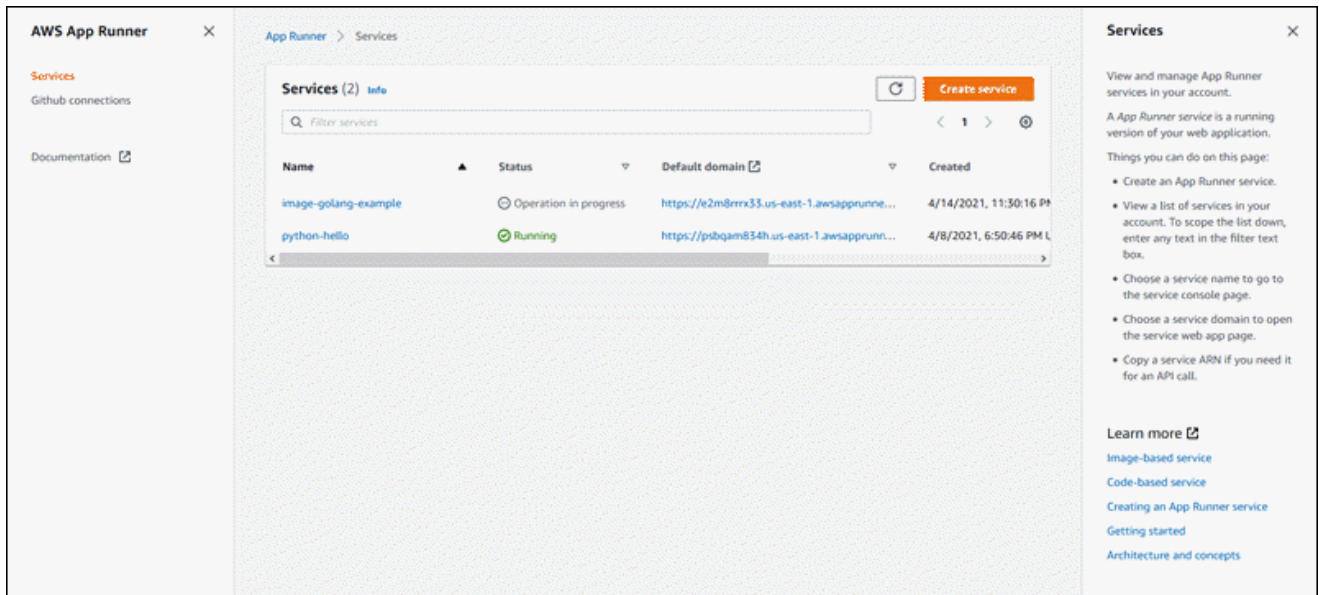 AWS App Runner
Services
Github connections
Documentation
App Runner > Services
Services (2) Info
Create service
Filter services
< 1 >
Name Status Default domain Created
image-golang-example Operation in progress https://e2m8rrrx33.us-east-1.awsapprunne... 4/14/2021, 11:30:16 PM
python-hello Running https://psbqam834h.us-east-1.awsapprunn... 4/8/2021, 6:50:46 PM U
Services
View and manage App Runner
services in your account.
A App Runner service is a running
version of your web application.
Things you can do on this page:
• Create an App Runner service.
• View a list of services in your
account. To scope the list down,
enter any text in the filter text
box.
• Choose a service name to go to
the service console page.
• Choose a service domain to open
the service web app page.
• Copy a service ARN if you need it
for an API call.
Learn more
Image-based service
Code-based service
Creating an App Runner service
Getting started
Architecture and concepts